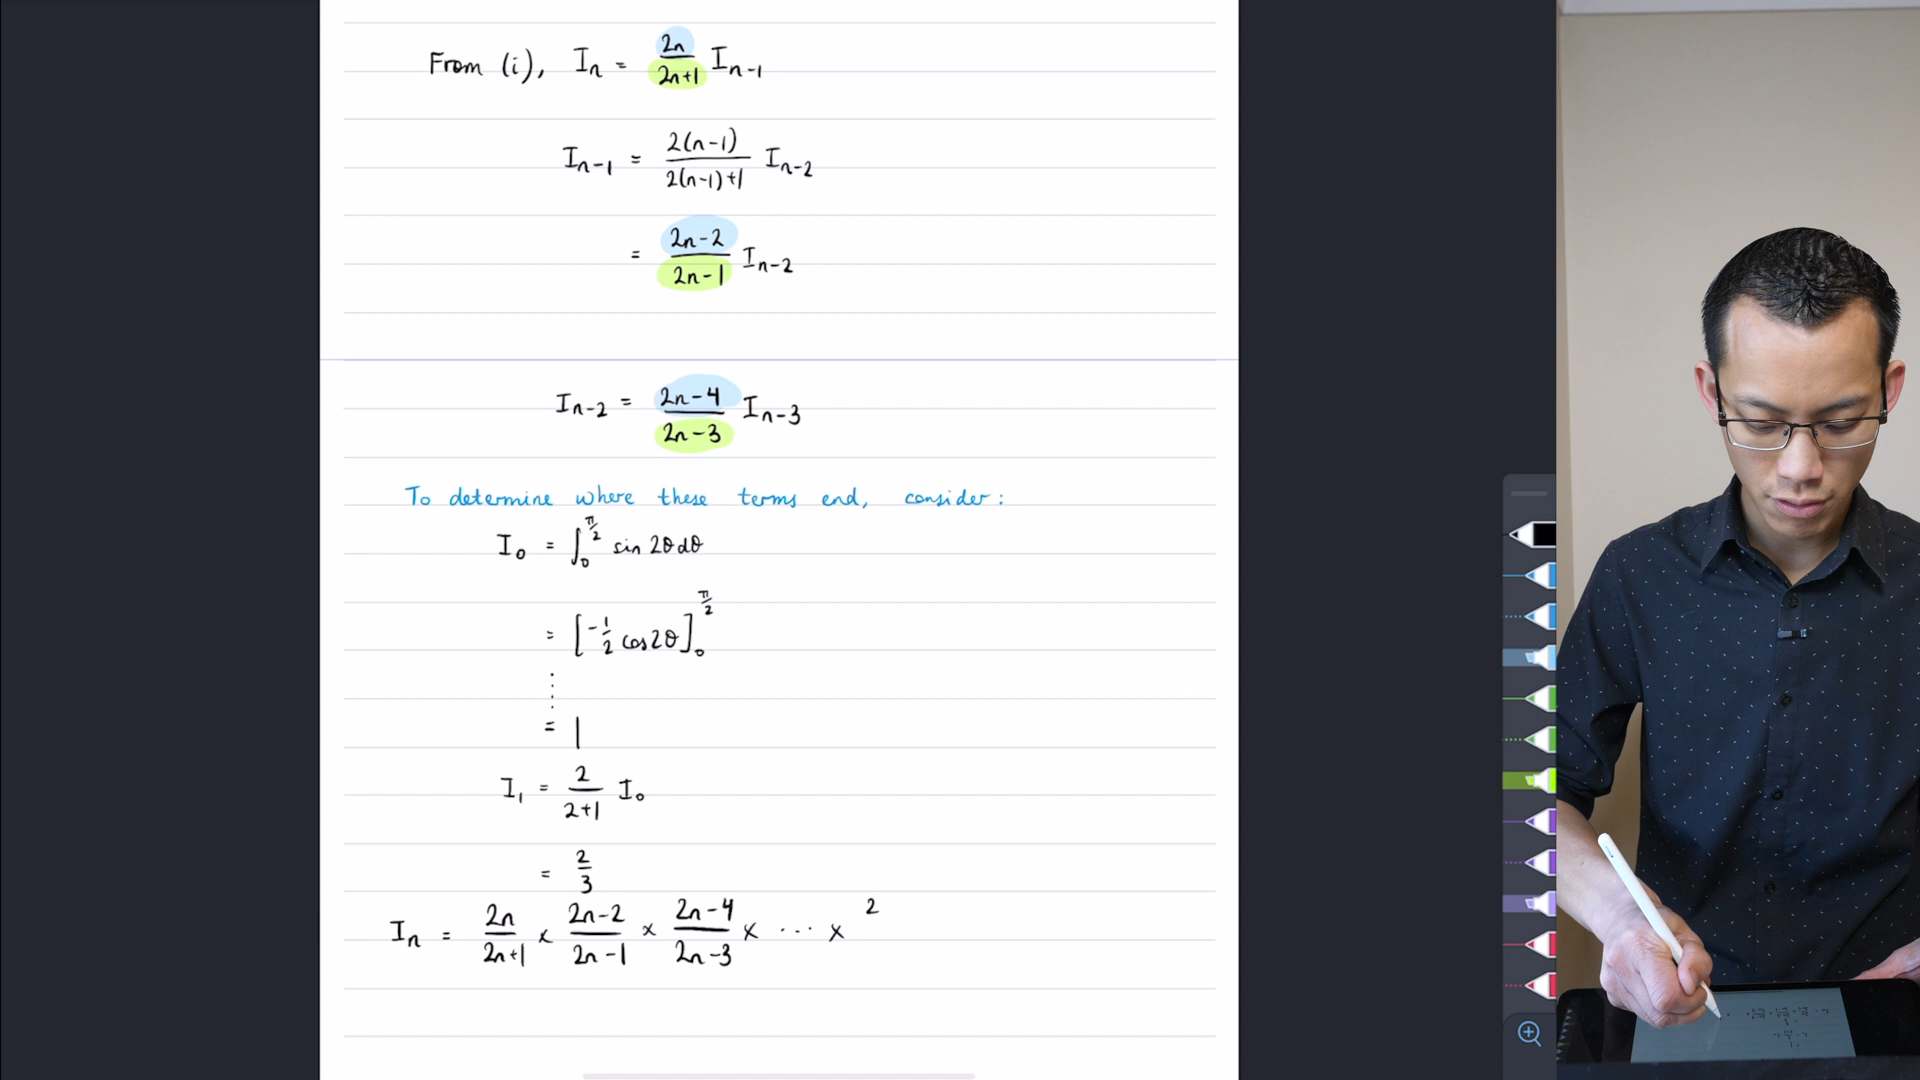 From (i), Iₙ = 2n/(2n+1) Iₙ₋₁
Iₙ₋₁ = 2(n-1)/(2(n-1)+1) Iₙ₋₂
= (2n-2)/(2n-1) Iₙ₋₂
Iₙ₋₂ = (2n-4)/(2n-3) Iₙ₋₃
To determine where these terms end, consider:
I₀ = ∫₀^(π/2) sin 2θ dθ
= [-1/2 cos 2θ]₀^(π/2)
⋮
= 1
I₁ = 2/(2+1) I₀
= 2/3
Iₙ = 2n/(2n+1) × (2n-2)/(2n-1) × (2n-4)/(2n-3) × ⋯ × 2